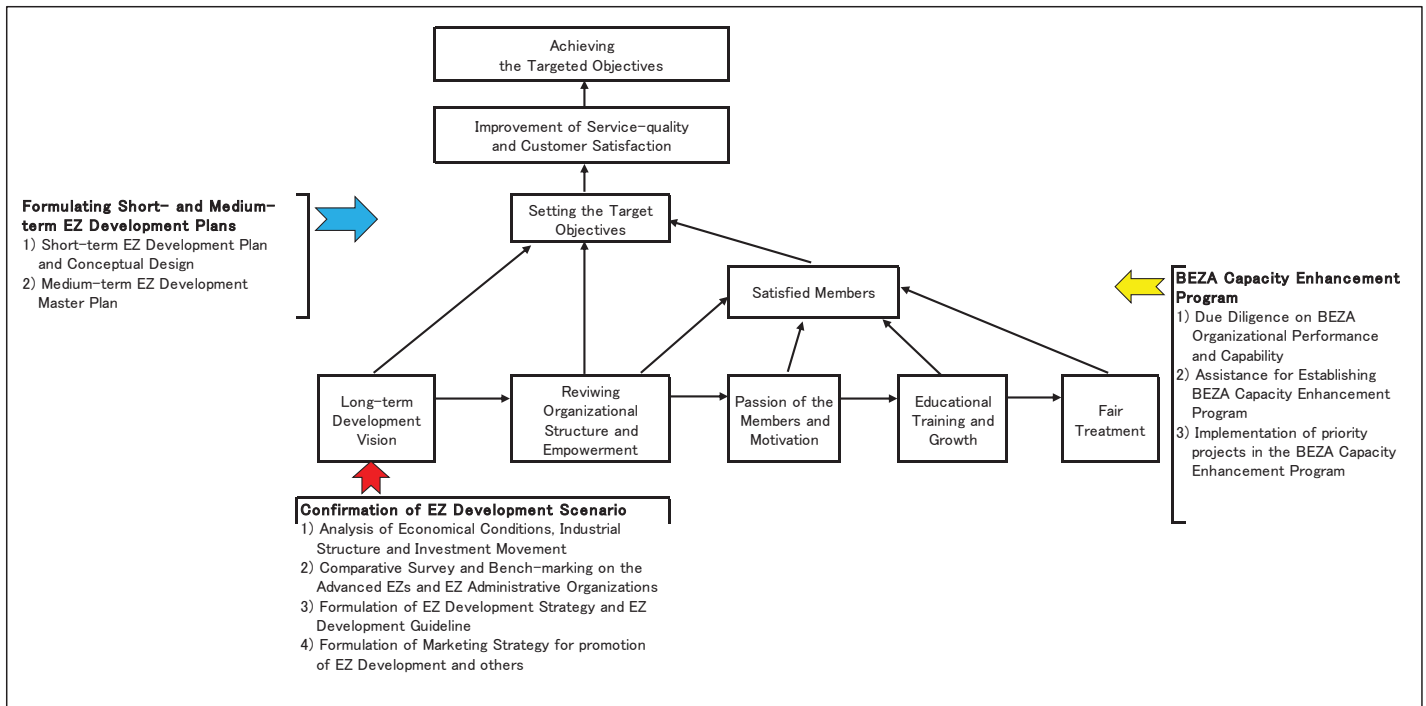 Achieving
the Targeted Objectives
Improvement of Service-quality
and Customer Satisfaction
Formulating Short- and Medium-
term EZ Development Plans
1) Short-term EZ Development Plan
and Conceptual Design
2) Medium-term EZ Development
Master Plan
Setting the Target
Objectives
Satisfied Members
BEZA Capacity Enhancement
Program
1) Due Diligence on BEZA
Organizational Performance
and Capability
2) Assistance for Establishing
BEZA Capacity Enhancement
Program
3) Implementation of priority
projects in the BEZA Capacity
Enhancement Program
Long-term
Development
Vision
Reviwing
Organizational
Structure and
Empowerment
Passion of the
Members and
Motivation
Educational
Training and
Growth
Fair
Treatment
Confirmation of EZ Development Scenario
1) Analysis of Economical Conditions, Industrial
Structure and Investment Movement
2) Comparative Survey and Bench-marking on the
Advanced EZs and EZ Administrative Organizations
3) Formulation of EZ Development Strategy and EZ
Development Guideline
4) Formulation of Marketing Strategy for promotion
of EZ Development and others